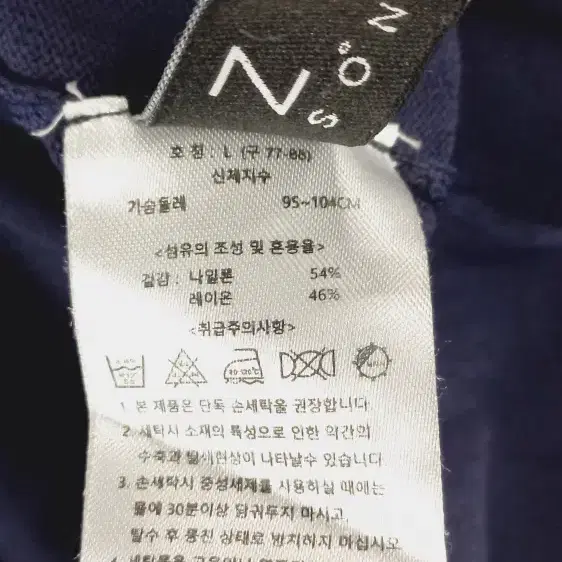 호 칭 : L (구 77-88)
신체지수
가슴둘레 95~104CM
<섬유의 조성 및 혼용율>
겉감 : 나일론 54%
레이온 46%
<취급주의사항>
1. 본 제품은 단독 손세탁을 권장합니다
2. 세탁시 소재의 특성으로 인한 약간의
수축과 탈색현상이 나타날수 있습니다
3. 손세탁시 중성세제를 사용하실 때에는
물에 30분이상 담궈두지 마시고,
탈수 후 뭉친 상태로 방치하지 마십시오